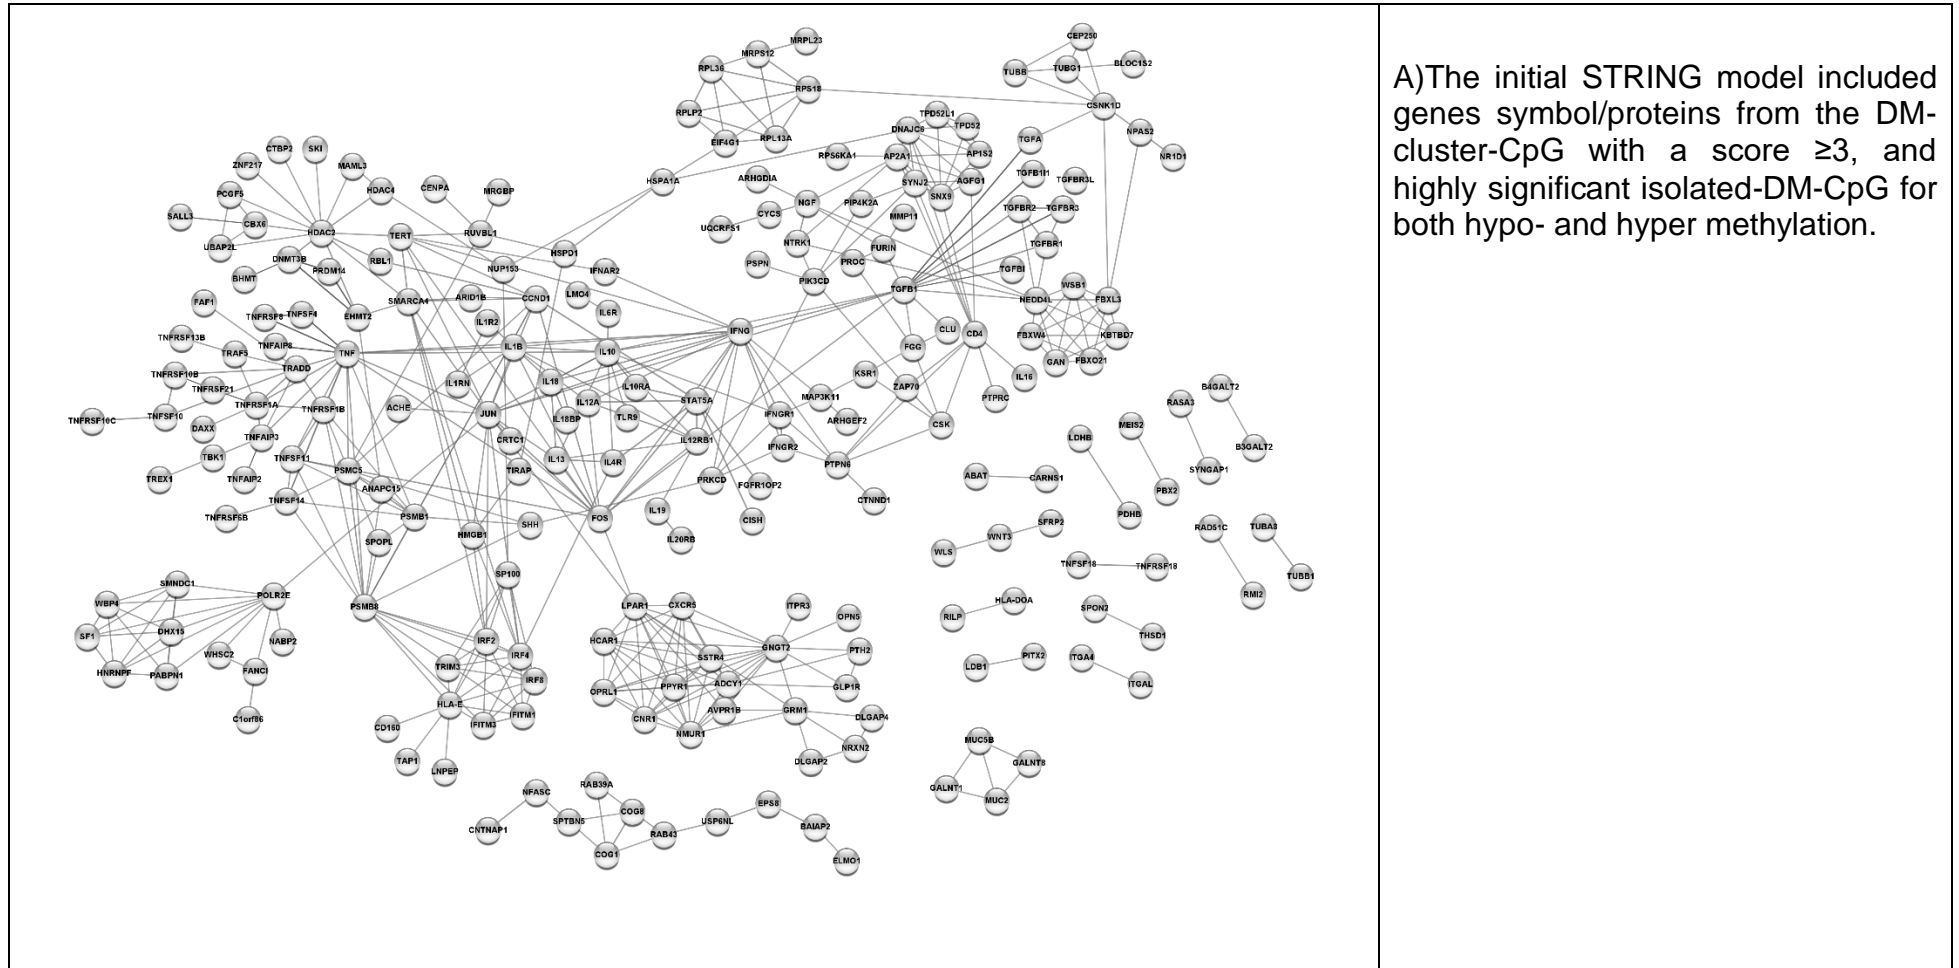 MRPL23
MRPS12
RPL36
RPS18
RPLP2
EIF4G1
RPL13A
CEP250
TUBB
TUBG1
BLOC1S2
CSNK1D
NPAS2
NR1D1
TPD52L1
DNAJC6
TPD52
TGFA
RPS6KA1
AP2A1
AP1S2
ARHGDIA
SYNJ2
AGFG1
SNX9
TGFB1I1
TGFBR3L
HSPA1A
NGF
PIP4K2A
MMP11
TGFBR2
TGFBR3
CYCS
UQCRFS1
NTRK1
FURIN
PROC
TGFBR1
PSPN
PIK3CD
TGFBI
TGFB1
NEDD4L
WSB1
FBXL3
FBXW4
KBTBD7
GAN
FBXO21
CLU
CD4
FGG
KSR1
ZAP70
IL16
PTPRC
CSK
CTBP2
SKI
ZNF217
MAML3
HDAC4
PCGF5
CENPA
MRGBP
SALL3
CBX6
HDAC2
TERT
RUVBL1
UBAP2L
DNMT3B
PRDM14
RBL1
NUP153
HSPD1
IFNAR2
BHMT
SMARCA4
ARID1B
CCND1
LMO4
FAF1
TNFRSF8
TNFSF4
EHMT2
IL1R2
IL6R
IFNG
TNFRSF13B
TNFAIP8
TRAF5
TNF
IL1B
IL10
TNFRSF10B
TRADD
TNFRSF21
IL1RN
IL18
IL10RA
TNFRSF10C
TNFSF10
TNFRSF1A
TNFRSF1B
ACHE
JUN
IL12A
STAT5A
MAP3K11
DAXX
IL18BP
TLR9
IFNGR1
ARHGEF2
TNFAIP3
CRTC1
IL12RB1
IFNGR2
TBK1
TNFSF11
PSMC5
TIRAP
IL13
IL4R
PTPN6
TREX1
TNFAIP2
ANAPC15
PRKCD
FGFR1OP2
CTNND1
TNFSF14
TNFRSF6B
PSMB1
SHH
FOS
IL19
CISH
SPOPL
HMGB1
IL20RB
SMNDC1
WBP4
POLR2E
SF1
DHX15
WHSC2
NABP2
HNRNPF
PABPN1
FANCI
C1orf86
PSMB8
SP100
IRF2
IRF4
TRIM3
IRF8
HLA-E
IFITM3
IFITM1
CD160
TAP1
LNPEP
LPAR1
CXCR5
ITPR3
OPN5
HCAR1
SSTR4
GNGT2
PTH2
OPRL1
PPYR1
ADCY1
GLP1R
CNR1
AVPR1B
GRM1
DLGAP4
NMUR1
NRXN2
DLGAP2
B4GALT2
RASA3
MEIS2
B3GALT2
LDHB
SYNGAP1
ABAT
CARNS1
PBX2
PDHB
SFRP2
WNT3
WLS
RAD51C
TUBA8
TNFSF18
TNFRSF18
TUBB1
RMI2
HLA-DOA
RILP
SPON2
THSD1
LDB1
PITX2
ITGA4
ITGAL
MUC5B
GALNT8
GALNT1
MUC2
NFASC
RAB39A
COG8
SPTBN5
CNTNAP1
RAB43
COG1
USP6NL
EPS8
BAIAP2
ELMO1
A)The initial STRING model included
genes symbol/proteins from the DM-
cluster-CpG with a score ≥3, and
highly significant isolated-DM-CpG for
both hypo- and hyper methylation.